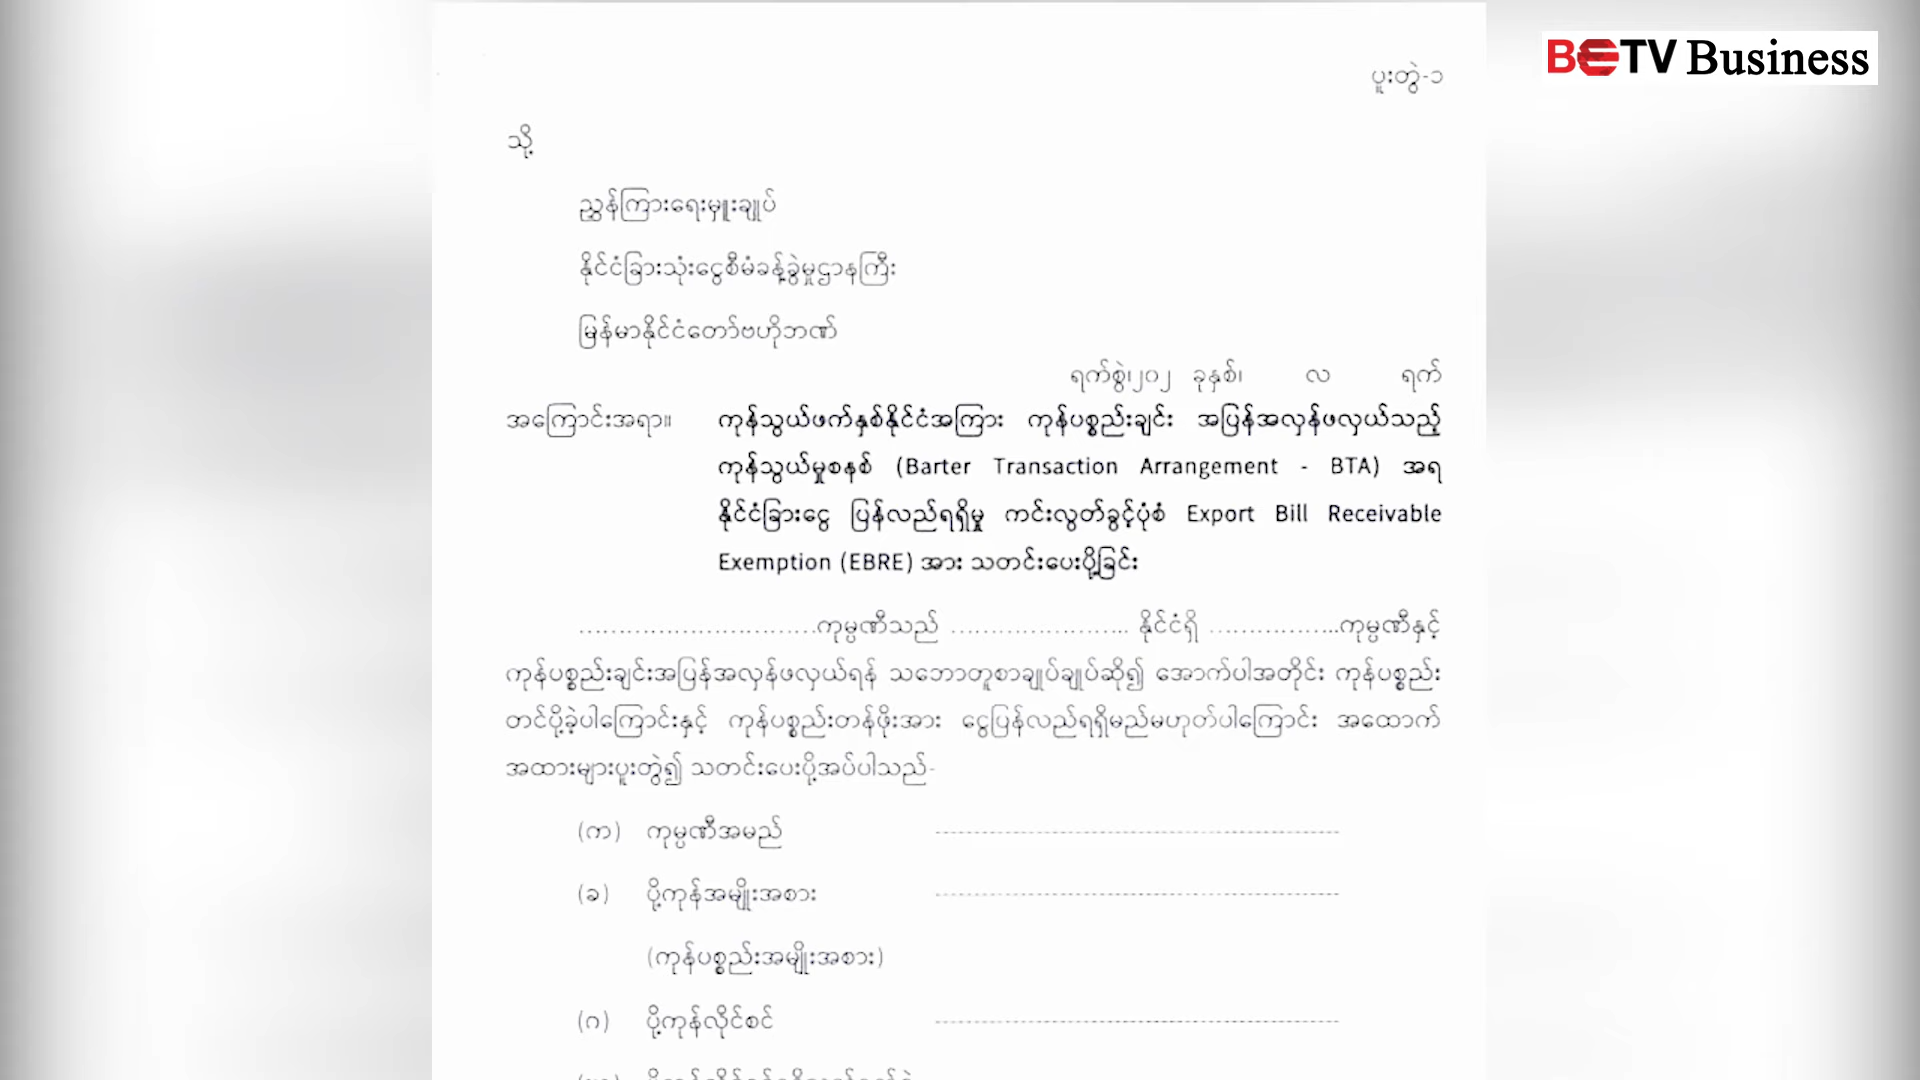 BETV Business
ပူးတွဲ-၁
သို့
ညွှန်ကြားရေးမှူးချုပ်
နိုင်ငံခြားသုံးငွေစီမံခန့်ခွဲမှုဌာနကြီး
မြန်မာနိုင်ငံတော်ဗဟိုဘဏ်
ရက်စွဲ၊၂၀၂ ခုနှစ်၊ လ ရက်
အကြောင်းအရာ။ ကုန်သွယ်ဖက်နှစ်နိုင်ငံအကြား ကုန်ပစ္စည်းချင်း အပြန်အလှန်ဖလှယ်သည့်
ကုန်သွယ်မှုစနစ် (Barter Transaction Arrangement - BTA) အရ
နိုင်ငံခြားငွေ ပြန်လည်ရရှိမှု ကင်းလွတ်ခွင့်ပုံစံ Export Bill Receivable
Exemption (EBRE) အား သတင်းပေးပို့ခြင်း
..............................ကုမ္ပဏီသည် ....................... နိုင်ငံရှိ ................ကုမ္ပဏီနှင့်
ကုန်ပစ္စည်းချင်းအပြန်အလှန်ဖလှယ်ရန် သဘောတူစာချုပ်ချုပ်ဆို၍ အောက်ပါအတိုင်း ကုန်ပစ္စည်း
တင်ပို့ခဲ့ပါကြောင်းနှင့် ကုန်ပစ္စည်းတန်ဖိုးအား ငွေပြန်လည်ရရှိမည်မဟုတ်ပါကြောင်း အထောက်
အထားများပူးတွဲ၍ သတင်းပေးပို့အပ်ပါသည်-
(က) ကုမ္ပဏီအမည် ----------------------------------------
(ခ) ပို့ကုန်အမျိုးအစား ----------------------------------------
(ကုန်ပစ္စည်းအမျိုးအစား)
(ဂ) ပို့ကုန်လိုင်စင် ----------------------------------------